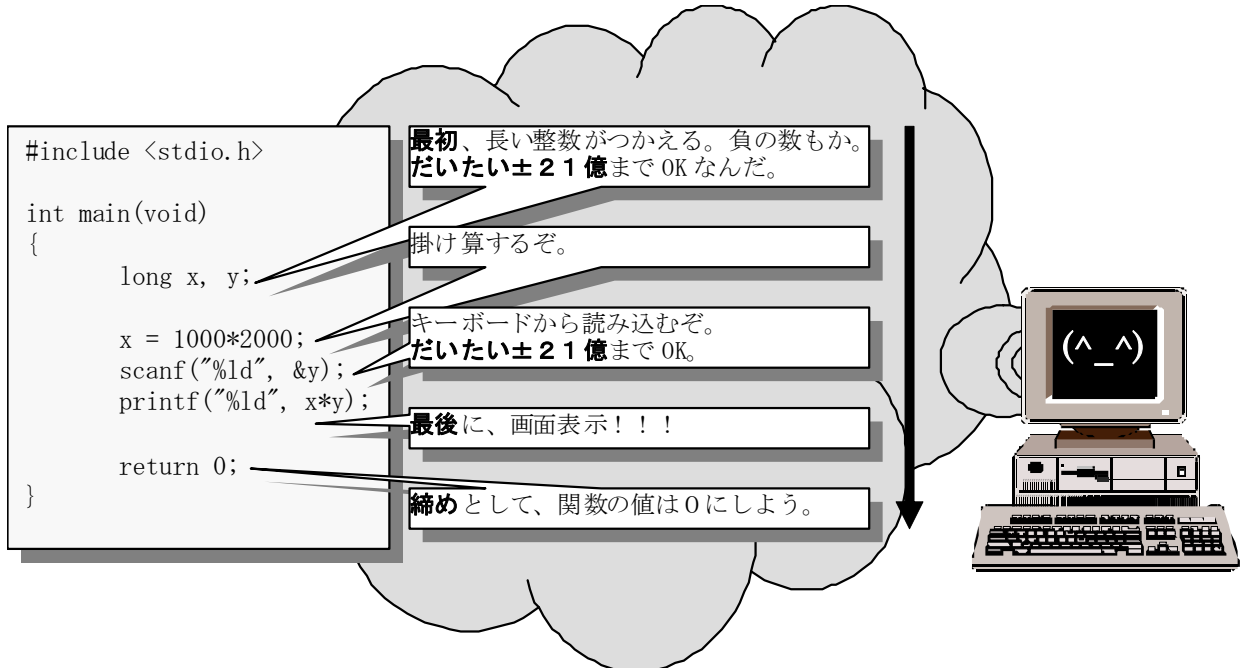 #include <stdio.h>
int main(void)
{
long x, y;
x = 1000*2000;
scanf("%ld", &y);
printf("%ld", x*y);
return 0;
}
最初、長い整数がつかえる。負の数もか。
だいたい±21億まで OK なんだ。
掛け算するぞ。
キーボードから読み込むぞ。
だいたい±21億まで OK。
最後に、画面表示!!!
締めとして、関数の値は0にしよう。
(^_^)